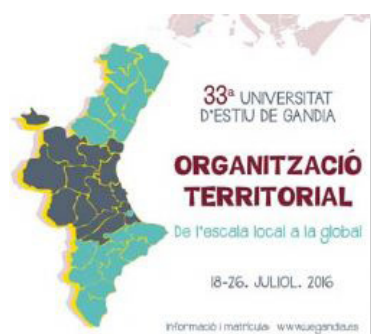 33ª UNIVERSITAT
D'ESTIU DE GANDIA
ORGANITZACIÓ
TERRITORIAL
De l'escala local a la global
18-26. JULIOL. 2016
Informació i matrícula: www.uegandia.es